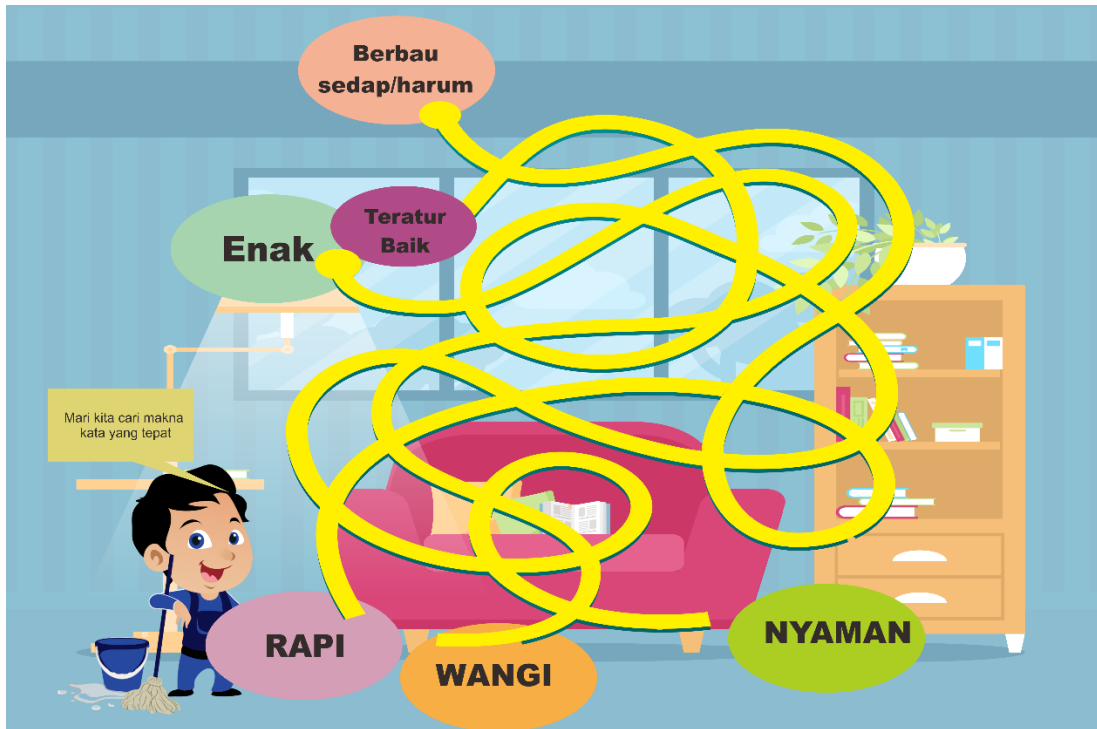 Berbau
sedap/harum
Teratur
Baik
Enak
Mari kita cari makna
kata yang tepat
RAPI
WANGI
NYAMAN